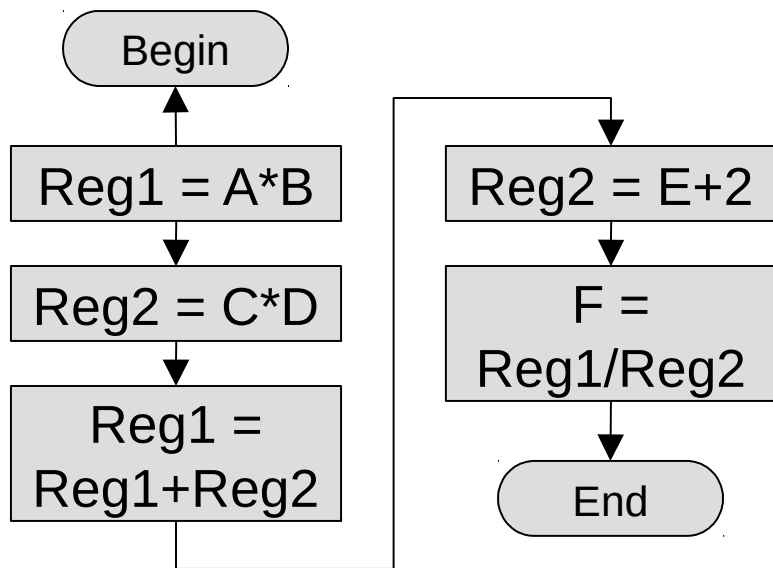 Begin
Reg1 = A*B
Reg2 = C*D
Reg1 =
Reg1+Reg2
Reg2 = E+2
F =
Reg1/Reg2
End